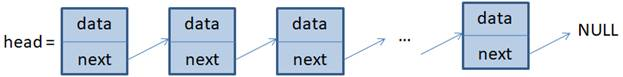 head = data data data ... data NULL
next next next next